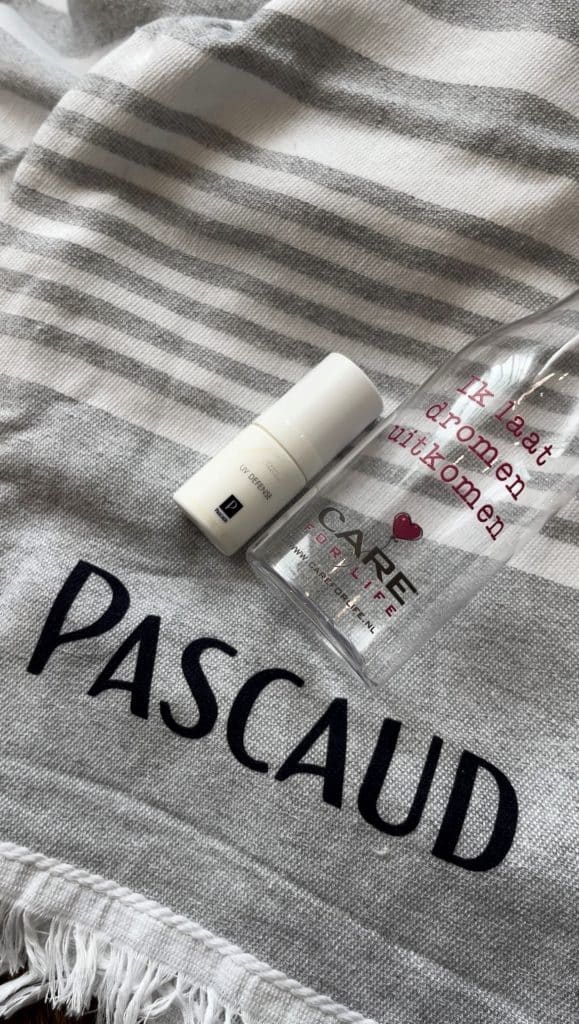 UV DEFENSE
P
Ik laat
dromen
uitkomen
CARE
FOR LIFE
WWW.CAREFORLIFE.NL
PASCAUD